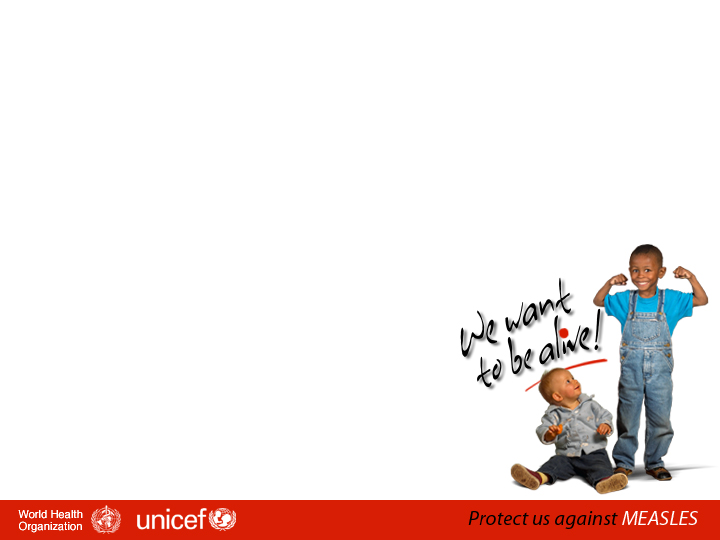 We want
to be alive!
World Health
Organization
unicef
Protect us against MEASLES